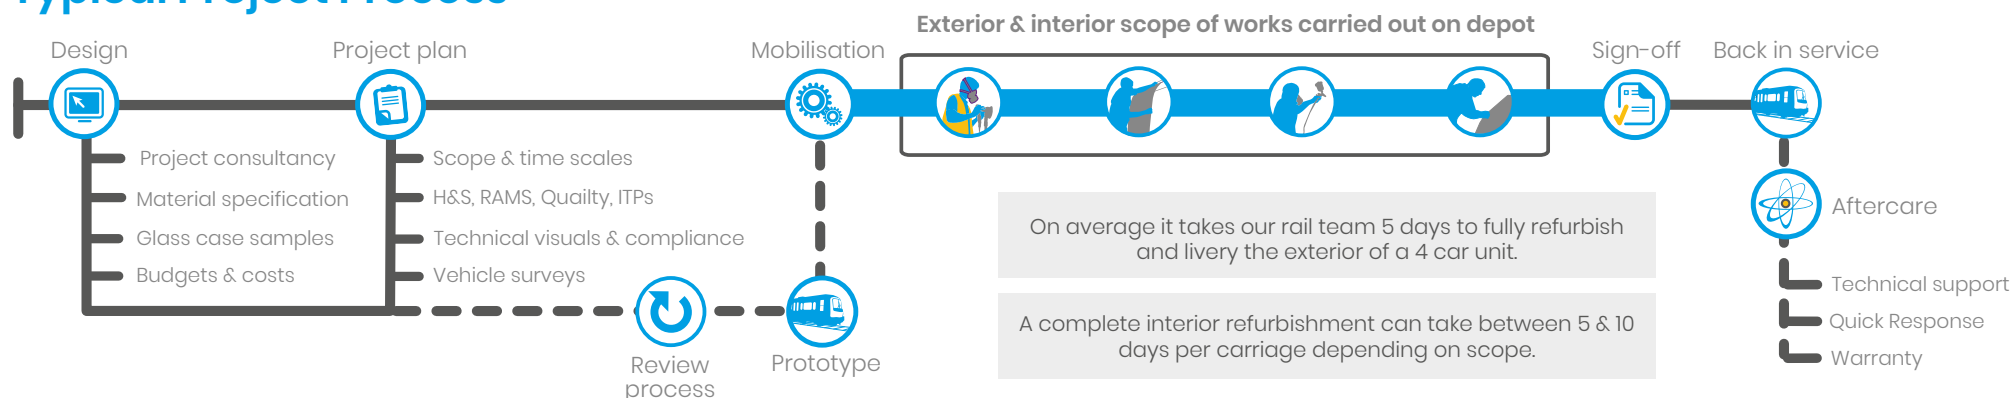 Typical Project Process
Exterior & interior scope of works carried out on depot
Design
Project plan
Mobilisation
Sign-off
Back in service
Project consultancy
Material specification
Glass case samples
Budgets & costs
Scope & time scales
H&S, RAMS, Quailty, ITPs
Technical visuals & compliance
Vehicle surveys
Review
process
Prototype
On average it takes our rail team 5 days to fully refurbish
and livery the exterior of a 4 car unit.
A complete interior refurbishment can take between 5 & 10
days per carriage depending on scope.
Aftercare
Technical support
Quick Response
Warranty